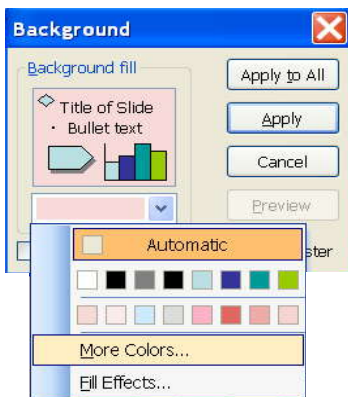 Background
Background fill
Apply to All
Title of Slide
· Bullet text
Apply
Cancel
Preview
Automatic
ster
More Colors...
Fill Effects...